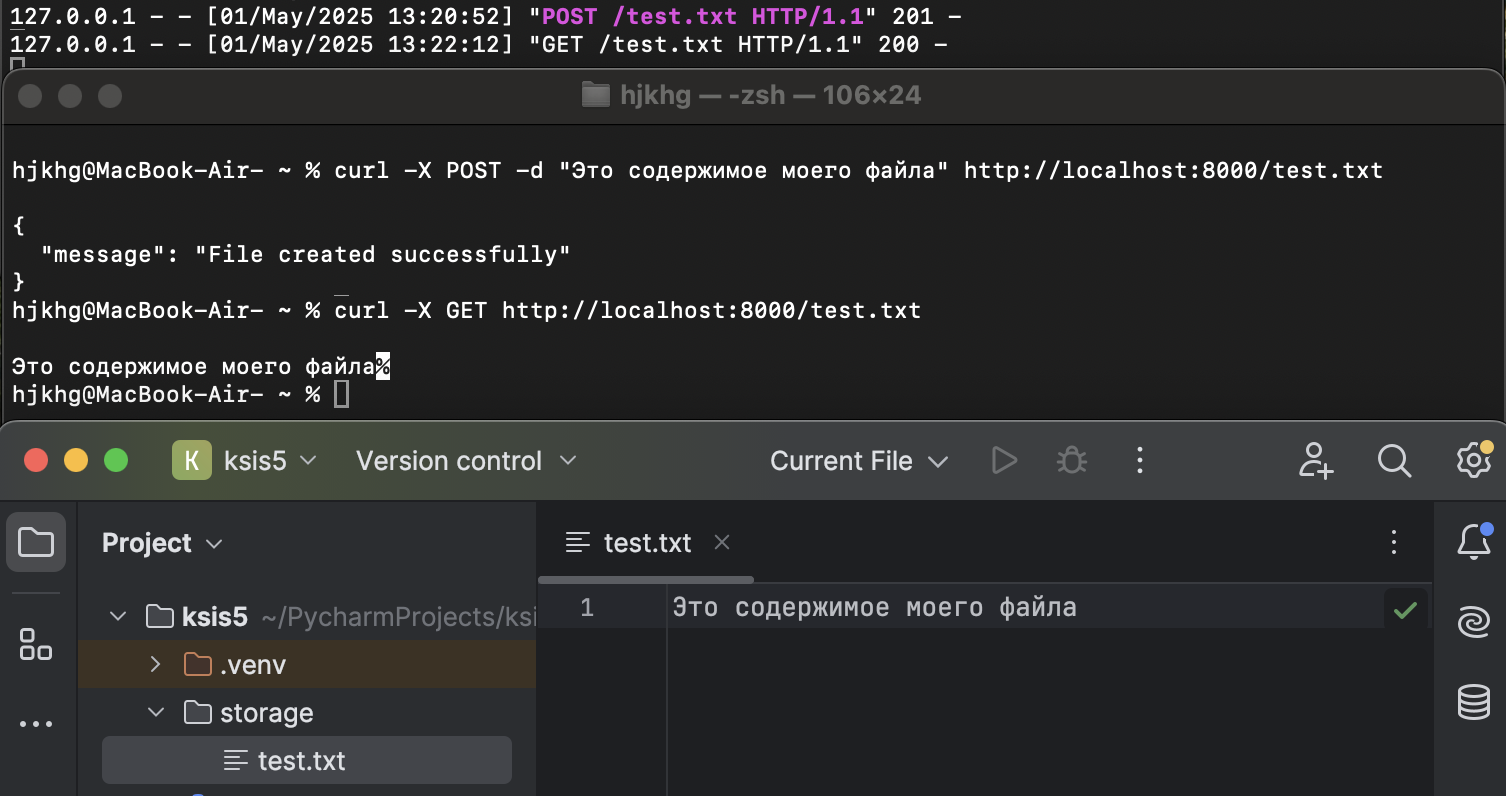 127.0.0.1 - - [01/May/2025 13:20:52] "POST /test.txt HTTP/1.1" 201 -
127.0.0.1 - - [01/May/2025 13:22:12] "GET /test.txt HTTP/1.1" 200 -
hjkhg — -zsh — 106×24
hjkhg@MacBook-Air- ~ % curl -X POST -d "Это содержимое моего файла" http://localhost:8000/test.txt
{
"message": "File created successfully"
}
hjkhg@MacBook-Air- ~ % curl -X GET http://localhost:8000/test.txt
Это содержимое моего файла%
hjkhg@MacBook-Air- ~ %
K ksis5 Version control Current File
Project
test.txt
ksis5 ~/PycharmProjects/ksi
1 Это содержимое моего файла
.venv
storage
test.txt